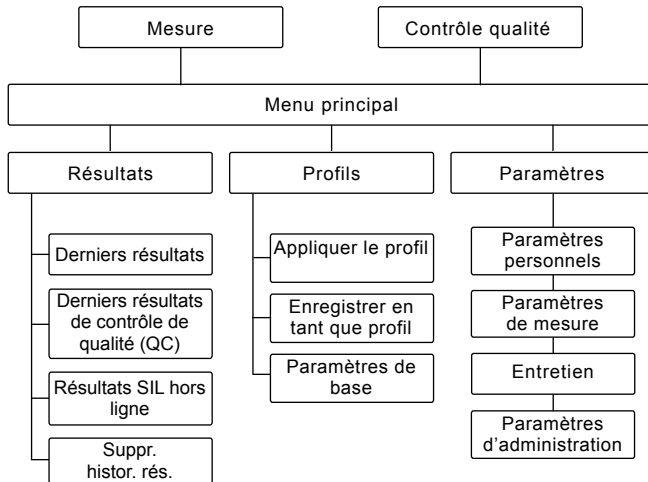 Mesure
Contrôle qualité
Menu principal
Résultats
Profils
Paramètres
Derniers résultats
Derniers résultats
de contrôle de
qualité (QC)
Résultats SIL hors
ligne
Suppr.
histor. rés.
Appliquer le profil
Enregistrer en
tant que profil
Paramètres de
base
Paramètres
personnels
Paramètres
de mesure
Entretien
Paramètres
d'administration